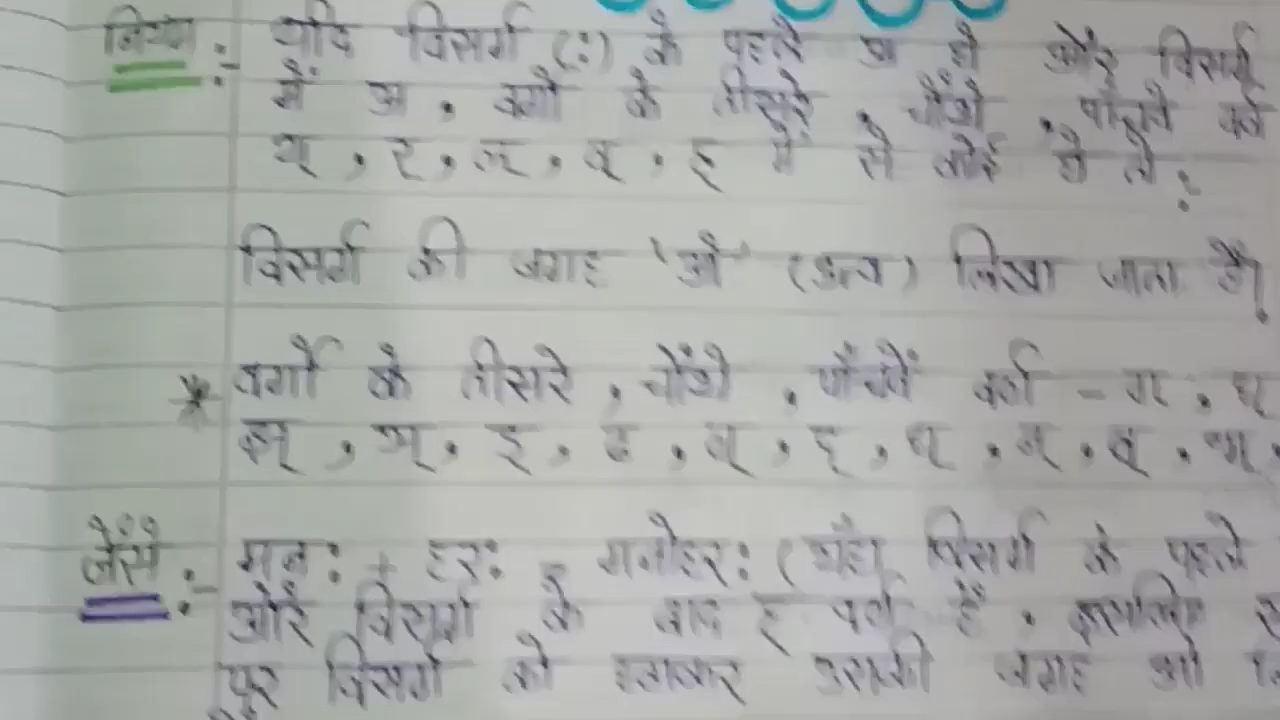 नियम :- यदि विसर्ग (:) के पहले अ हो और विसर्ग
में अ , वर्गों के तीसरे , चौथे , पाँचवे वर्ण
य् , र् , ल् , व् , ह् में से कोई हो तो :
विसर्ग की जगह 'ओ' (उत्व) लिखा जाता है।
* वर्गों के तीसरे , चौथे , पाँचवें वर्ण - ग् , घ्
झ् , ञ् , ड् , ढ , ण् , द् , ध् , न् , ब् , भ् ,
जैसे :- मन: + हर: = मनोहर: (यहाँ विसर्ग के पहले
और विसर्ग के बाद ह वर्ण है , इसलिए
पर विसर्ग को हटाकर उसकी जगह ओ